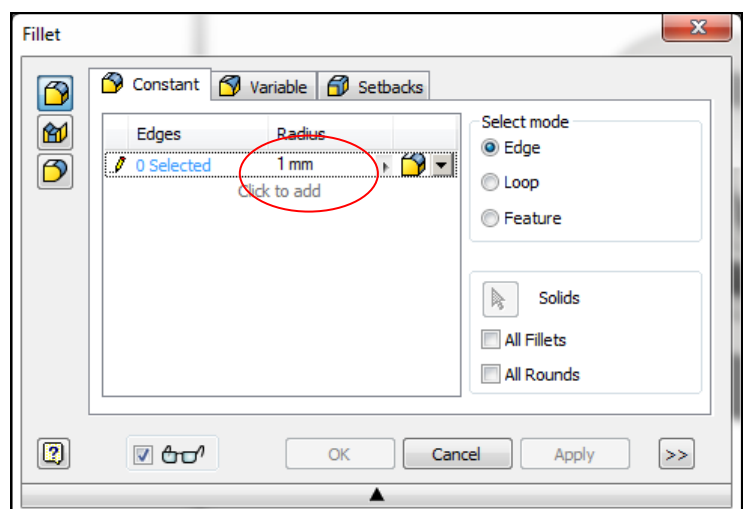 Fillet
Constant Variable Setbacks
Edges Radius
0 Selected 1 mm
Click to add
Select mode
Edge
Loop
Feature
Solids
All Fillets
All Rounds
OK Cancel Apply >>